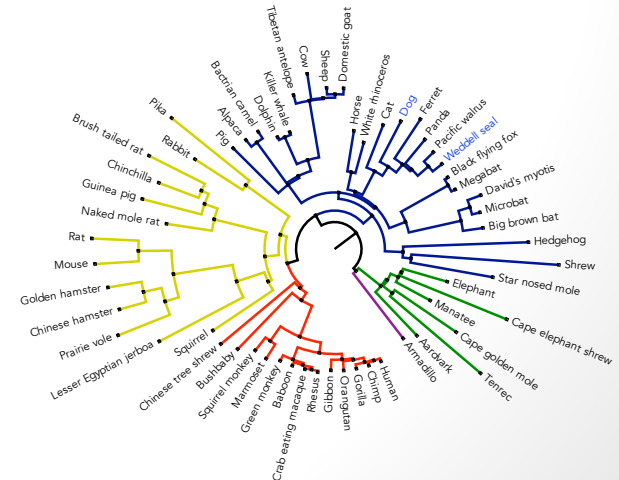 Tibetan antelope
Cow
Sheep
Domestic goat
Killer whale
Dolphin
Bactrian camel
Alpaca
Pig
Horse
White rhinoceros
Cat
Dog
Ferret
Panda
Pacific walrus
Weddell seal
Black flying fox
Megabat
David's myotis
Microbat
Big brown bat
Hedgehog
Shrew
Star nosed mole
Elephant
Cape elephant shrew
Manatee
Cape golden mole
Tenrec
Aardvark
Armadillo
Human
Chimp
Gorilla
Orangutan
Gibbon
Rhesus
Crab eating macaque
Baboon
Green monkey
Marmoset
Squirrel monkey
Bushbaby
Chinese tree shrew
Squirrel
Lesser Egyptian jerboa
Prairie vole
Chinese hamster
Golden hamster
Mouse
Rat
Naked mole rat
Guinea pig
Chinchilla
Brush tailed rat
Rabbit
Pika